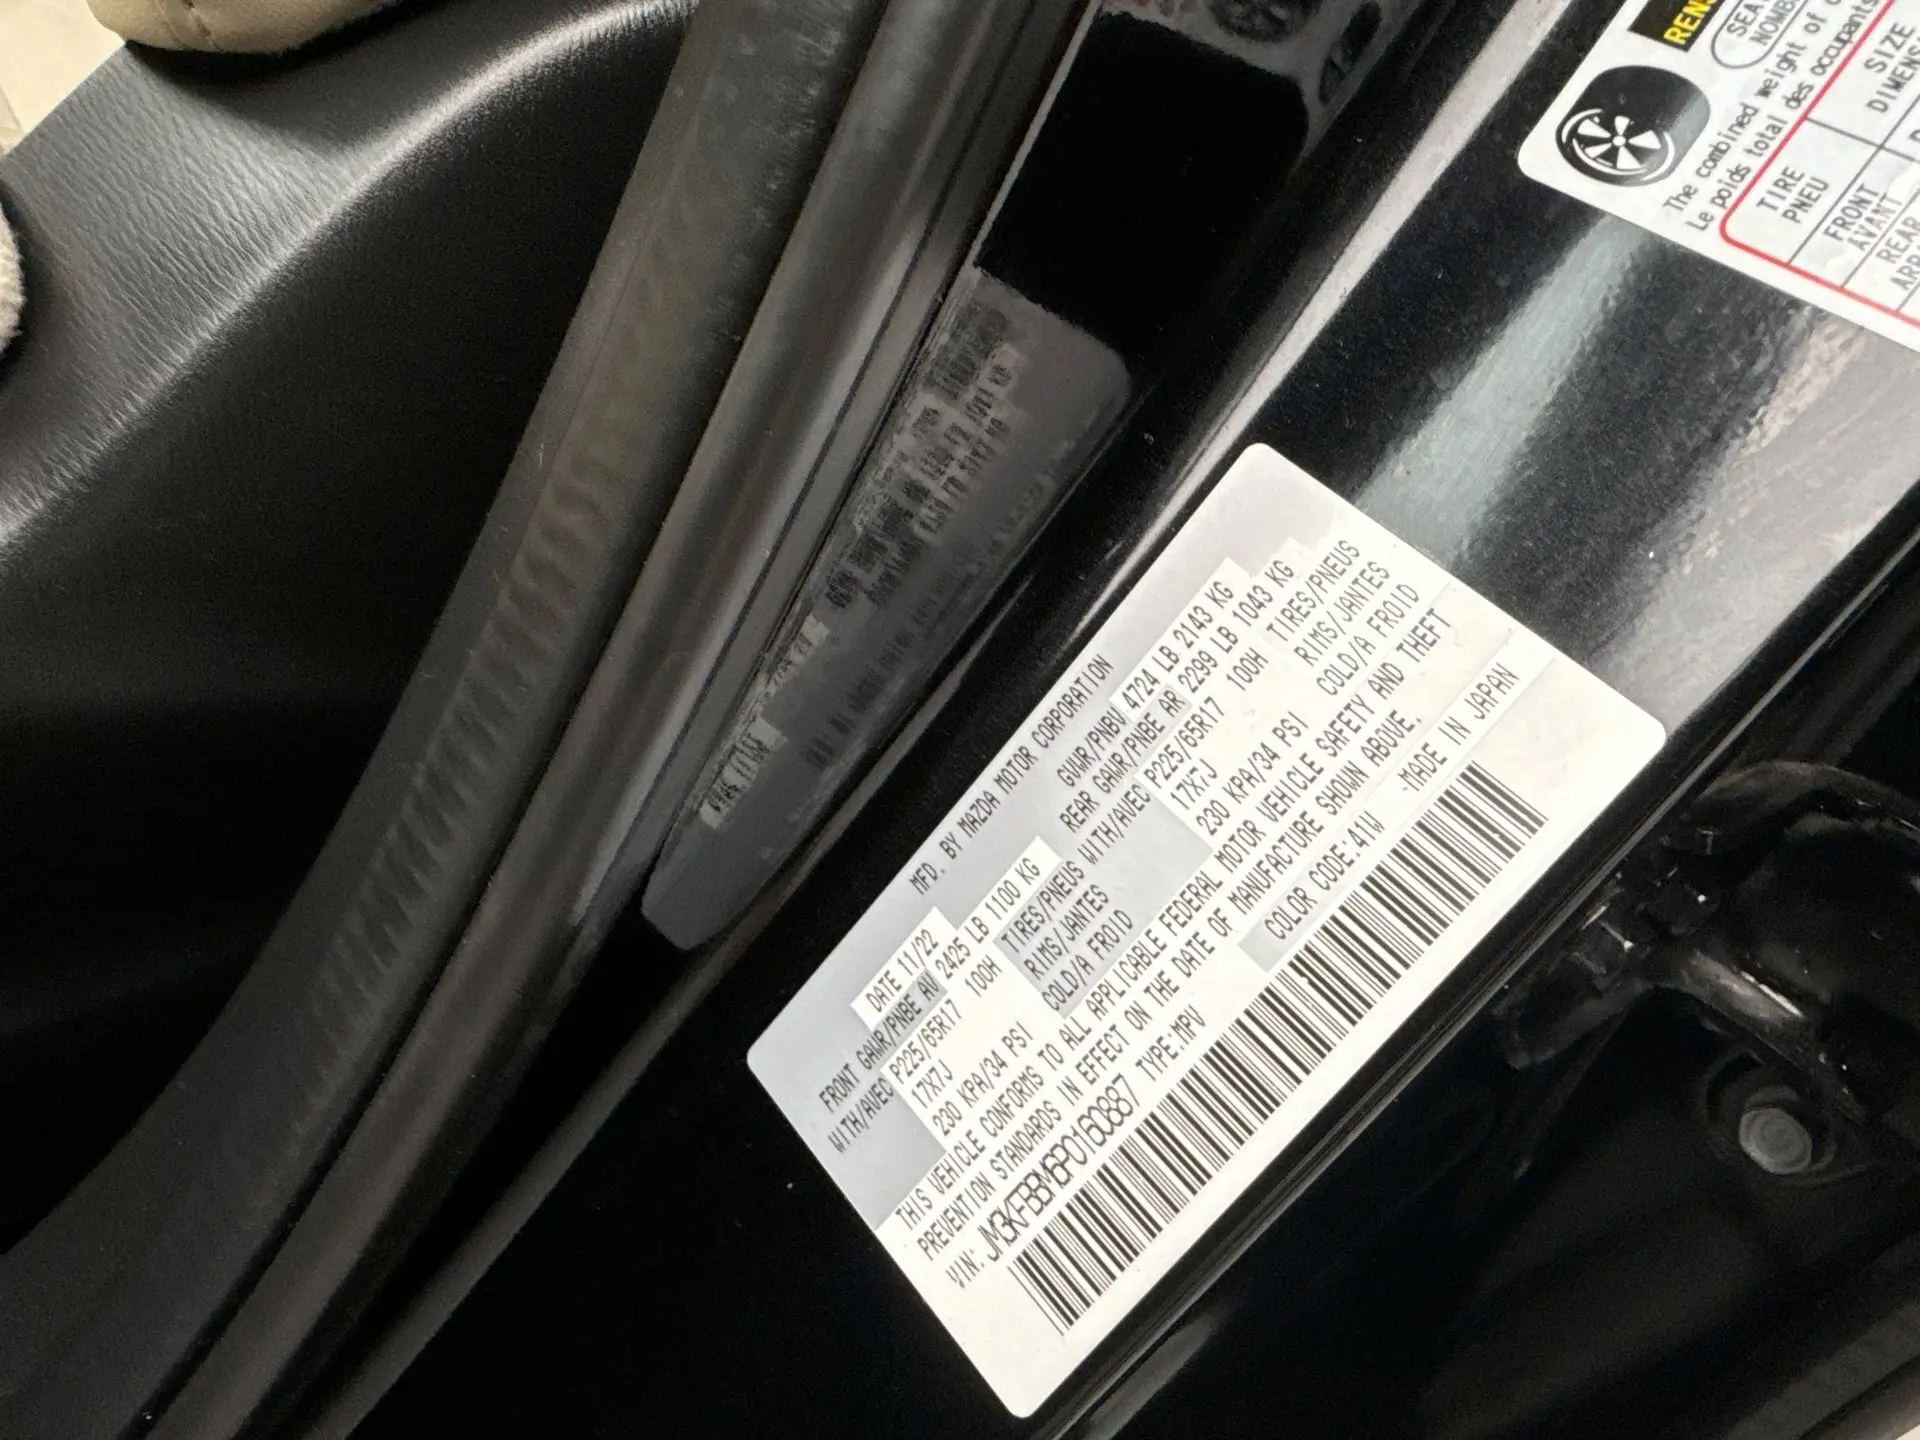 MFD. BY MAZDA MOTOR CORPORATION
DATE 11/22 GVWR/PNBV 4724 LB 2143 KG
FRONT GAWR/PNBE AV 2425 LB 1100 KG REAR GAWR/PNBE AR 2299 LB 1043 KG
WITH/AVEC P225/65R17 100H TIRES/PNEUS WITH/AVEC P225/65R17 100H TIRES/PNEUS
17X7J RIMS/JANTES 17X7J RIMS/JANTES
230 KPA/34 PSI COLD/A FROID 230 KPA/34 PSI COLD/A FROID
THIS VEHICLE CONFORMS TO ALL APPLICABLE FEDERAL MOTOR VEHICLE SAFETY AND THEFT
PREVENTION STANDARDS IN EFFECT ON THE DATE OF MANUFACTURE SHOWN ABOVE.
VIN: JM3KFBBM6P0160887 TYPE:MPV COLOR CODE:41W -MADE IN JAPAN
The combined weight of
Le poids total des occupants
TIRE
PNEU
SIZE
FRONT
AVANT
REAR